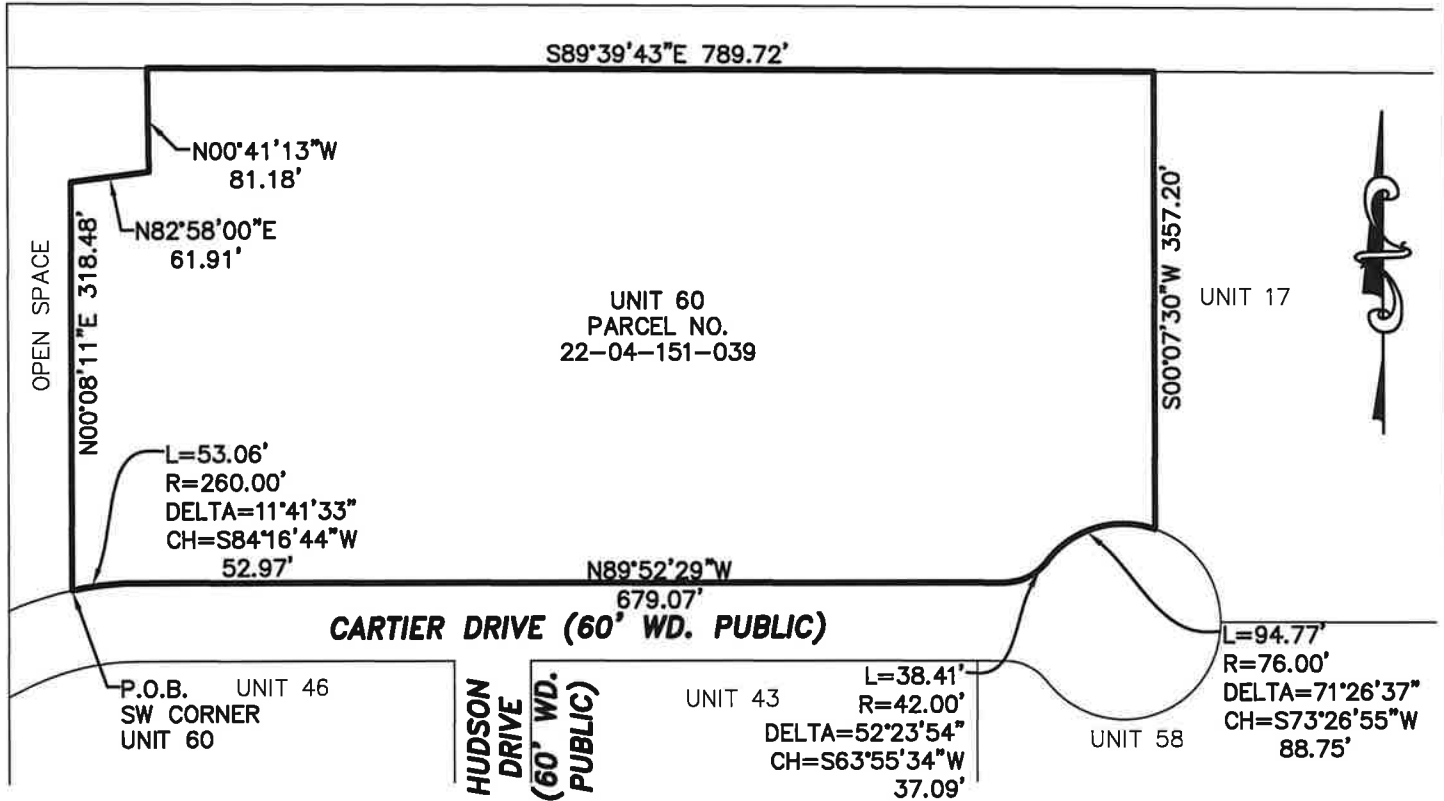 S89°39'43"E 789.72'
N00°41'13"W
81.18'
N82°58'00"E
61.91'
OPEN SPACE
N00°08'11"E 318.48'
UNIT 60
PARCEL NO.
22-04-151-039
S00°07'30"W 357.20'
UNIT 17
L=53.06'
R=260.00'
DELTA=11°41'33"
CH=S84°16'44"W
52.97'
N89°52'29"W
679.07'
CARTIER DRIVE (60' WD. PUBLIC)
P.O.B.
SW CORNER
UNIT 60
UNIT 46
HUDSON
DRIVE
(60' WD.
PUBLIC)
UNIT 43
L=38.41'
R=42.00'
DELTA=52°23'54"
CH=S63°55'34"W
37.09'
UNIT 58
L=94.77'
R=76.00'
DELTA=71°26'37"
CH=S73°26'55"W
88.75'